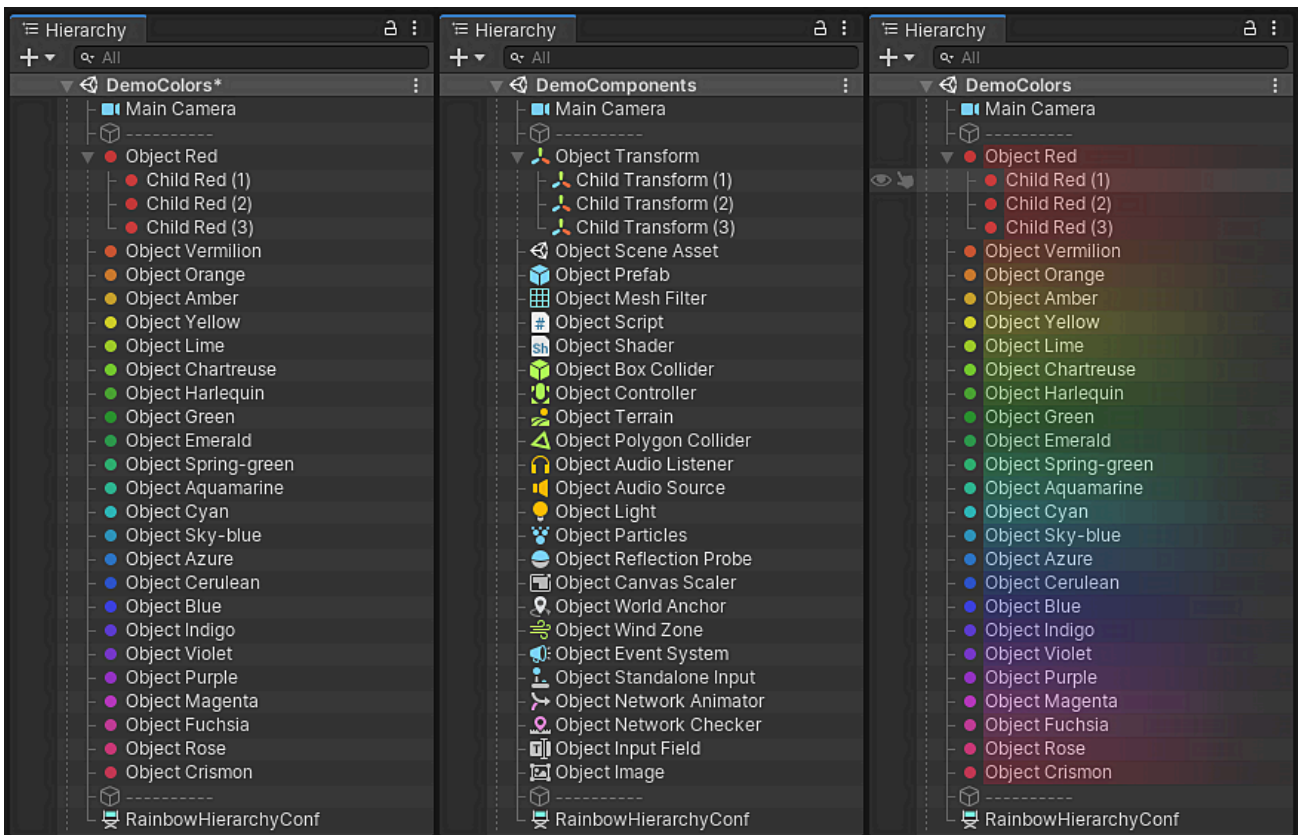 Hierarchy
All
DemoColors*
Main Camera
----------
Object Red
Child Red (1)
Child Red (2)
Child Red (3)
Object Vermilion
Object Orange
Object Amber
Object Yellow
Object Lime
Object Chartreuse
Object Harlequin
Object Green
Object Emerald
Object Spring-green
Object Aquamarine
Object Cyan
Object Sky-blue
Object Azure
Object Cerulean
Object Blue
Object Indigo
Object Violet
Object Purple
Object Magenta
Object Fuchsia
Object Rose
Object Crismon
----------
RainbowHierarchyConf
Hierarchy
All
DemoComponents
Main Camera
----------
Object Transform
Child Transform (1)
Child Transform (2)
Child Transform (3)
Object Scene Asset
Object Prefab
Object Mesh Filter
# Object Script
Sh Object Shader
Object Box Collider
Object Controller
Object Terrain
Object Polygon Collider
Object Audio Listener
Object Audio Source
Object Light
Object Particles
Object Reflection Probe
Object Canvas Scaler
Object World Anchor
Object Wind Zone
Object Event System
Object Standalone Input
Object Network Animator
Object Network Checker
T Object Input Field
Object Image
----------
RainbowHierarchyConf
Hierarchy
All
DemoColors
Main Camera
----------
Object Red
Child Red (1)
Child Red (2)
Child Red (3)
Object Vermilion
Object Orange
Object Amber
Object Yellow
Object Lime
Object Chartreuse
Object Harlequin
Object Green
Object Emerald
Object Spring-green
Object Aquamarine
Object Cyan
Object Sky-blue
Object Azure
Object Cerulean
Object Blue
Object Indigo
Object Violet
Object Purple
Object Magenta
Object Fuchsia
Object Rose
Object Crismon
----------
RainbowHierarchyConf